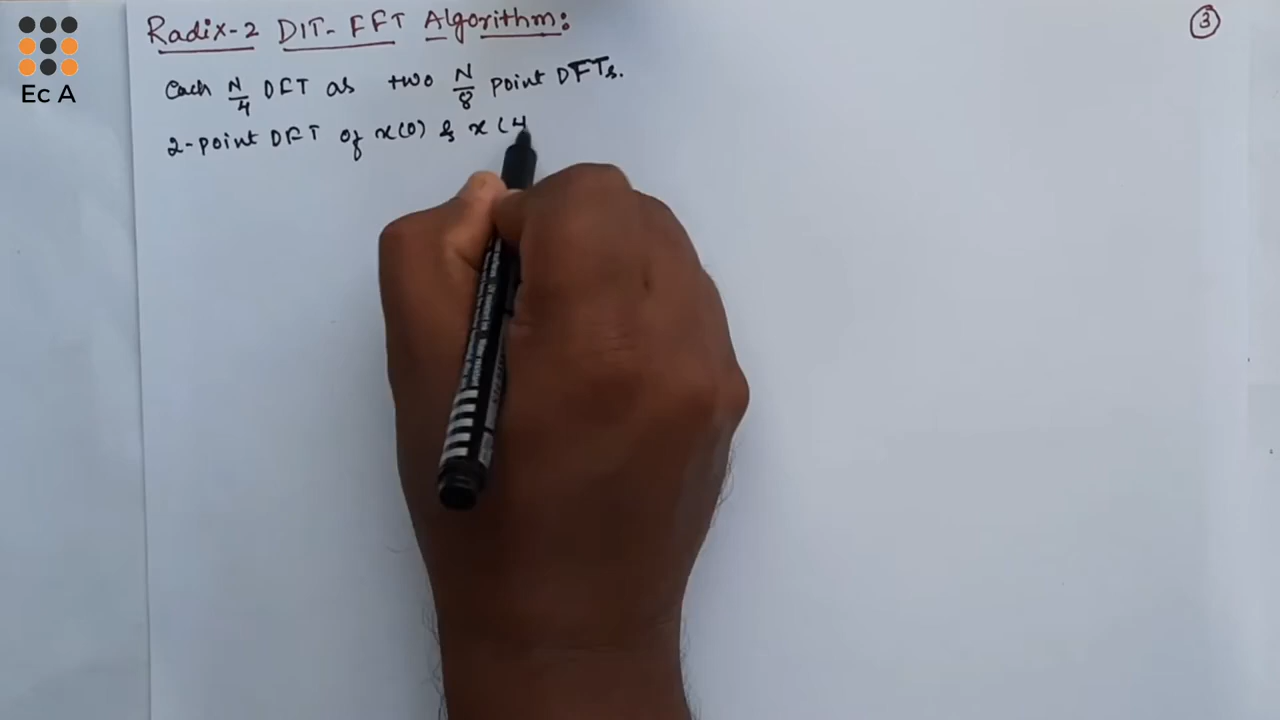 Radix-2 DIT-FFT Algorithm:
3
Each N/4 DFT as two N/8 point DFTs.
2-point DFT of x(0) & x(4
Ec A